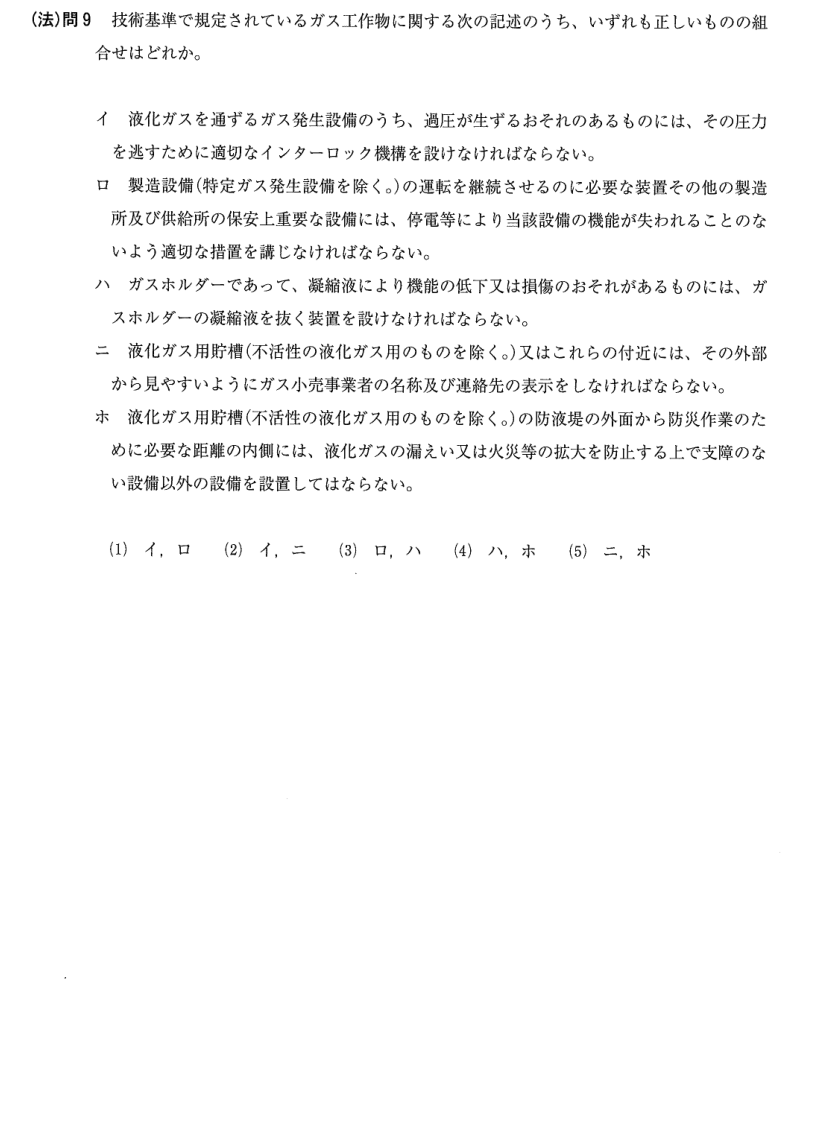 (法)問9 技術基準で規定されているガス工作物に関する次の記述のうち、いずれも正しいものの組
合せはどれか。
イ 液化ガスを通ずるガス発生設備のうち、過圧が生ずるおそれのあるものには、その圧力
を逃すために適切なインターロック機構を設けなければならない。
ロ 製造設備(特定ガス発生設備を除く。)の運転を継続させるのに必要な装置その他の製造
所及び供給所の保安上重要な設備には、停電等により当該設備の機能が失われることのな
いよう適切な措置を講じなければならない。
ハ ガスホルダーであって、凝縮液により機能の低下又は損傷のおそれがあるものには、ガ
スホルダーの凝縮液を抜く装置を設けなければならない。
ニ 液化ガス用貯槽(不活性の液化ガス用のものを除く。)又はこれらの付近には、その外部
から見やすいようにガス小売事業者の名称及び連絡先の表示をしなければならない。
ホ 液化ガス用貯槽(不活性の液化ガス用のものを除く。)の防液堤の外面から防災作業のた
めに必要な距離の内側には、液化ガスの漏えい又は火災等の拡大を防止する上で支障のな
い設備以外の設備を設置してはならない。
(1) イ, ロ (2) イ, ニ (3) ロ, ハ (4) ハ, ホ (5) ニ, ホ